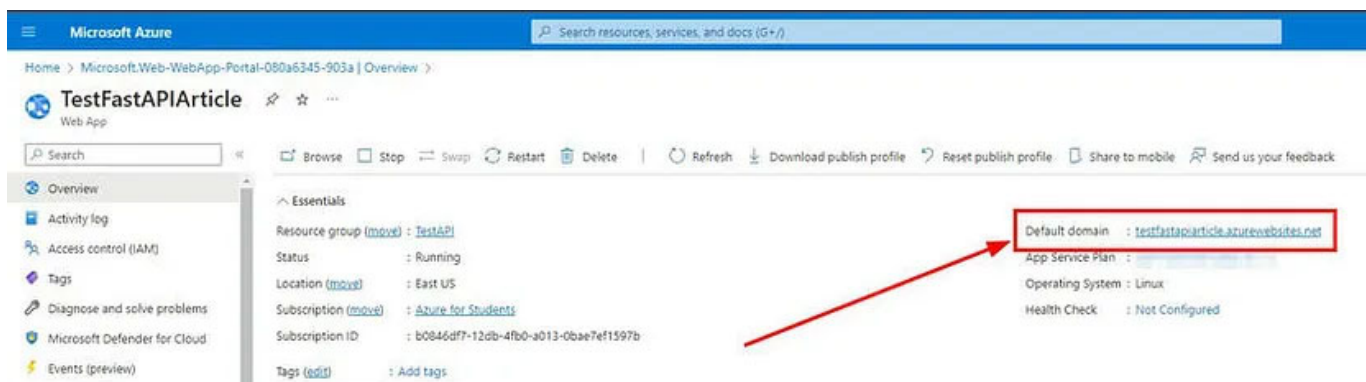 Microsoft Azure
Search resources, services, and docs (G+/)
Home > Microsoft.Web-WebApp-Portal-080a6345-903a | Overview >
TestFastAPIArticle
Web App
Search
Browse Stop Swap Restart Delete | Refresh Download publish profile Reset publish profile Share to mobile Send us your feedback
Overview
Activity log
Access control (IAM)
Tags
Diagnose and solve problems
Microsoft Defender for Cloud
Events (preview)
Essentials
Resource group (move) : TestAPI
Status : Running
Location (move) : East US
Subscription (move) : Azure for Students
Subscription ID : b0846df7-12db-4fb0-a013-0bae7ef1597b
Tags (edit) : Add tags
Default domain : testfastapiarticle.azurewebsites.net
App Service Plan :
Operating System : Linux
Health Check : Not Configured